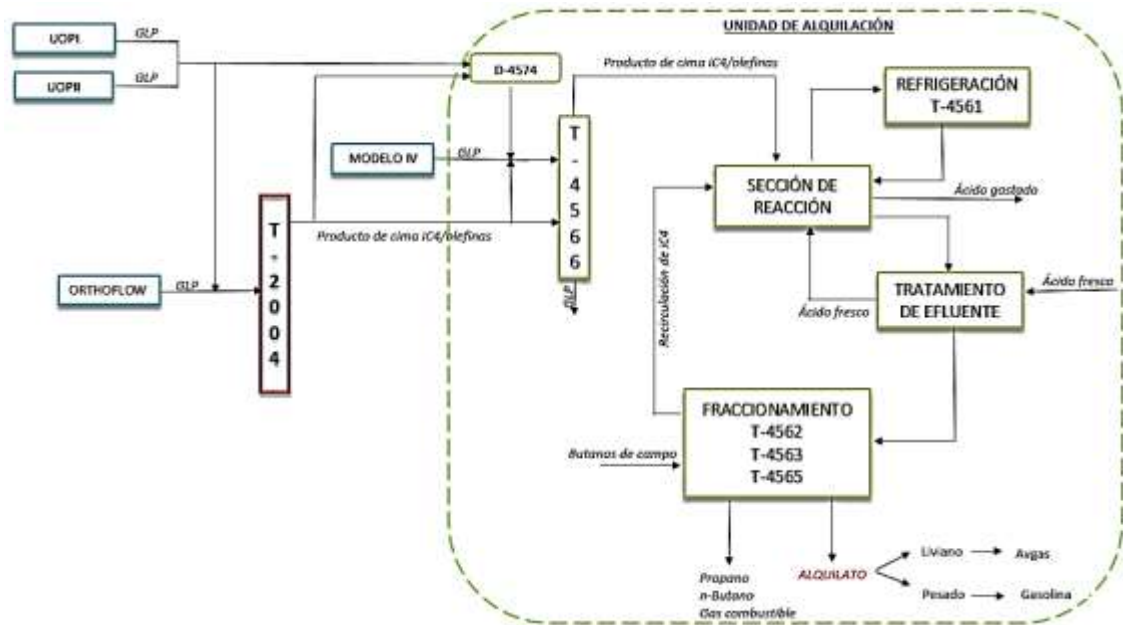 UNIDAD DE ALQUILACIÓN
UOPI
GLP
UOPII
GLP
D-4574
Producto de cima iC4/olefinas
REFRIGERACIÓN
T-4561
T-4566
MODELO IV
GLP
SECCIÓN DE
REACCIÓN
Ácido gastado
T-2004
Producto de cima iC4/olefinas
ORTHOFLOW
GLP
GLP
Recirculación de iC4
Ácido fresco
TRATAMIENTO
DE EFLUENTE
Ácido fresco
FRACCIONAMIENTO
T-4562
T-4563
T-4565
Butanos de campo
Propano
n-Butano
Gas combustible
ALQUILATO
Liviano
Avgas
Pesado
Gasolina